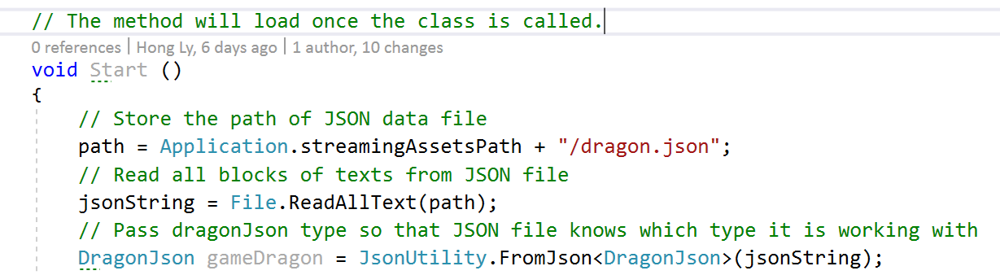 // The method will load once the class is called.
0 references | Hong Ly, 6 days ago | 1 author, 10 changes
void Start ()
{
// Store the path of JSON data file
path = Application.streamingAssetsPath + "/dragon.json";
// Read all blocks of texts from JSON file
jsonString = File.ReadAllText(path);
// Pass dragonJson type so that JSON file knows which type it is working with
DragonJson gameDragon = JsonUtility.FromJson<DragonJson>(jsonString);